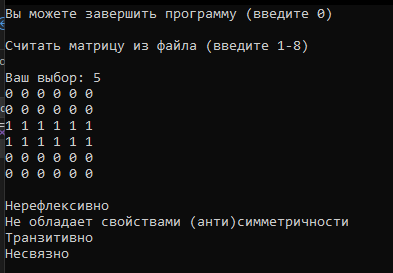 Вы можете завершить программу (введите 0)
Считать матрицу из файла (введите 1-8)
Ваш выбор: 5
0 0 0 0 0 0
0 0 0 0 0 0
1 1 1 1 1 1
1 1 1 1 1 1
0 0 0 0 0 0
0 0 0 0 0 0
Нерефлексивно
Не обладает свойствами (анти)симметричности
Транзитивно
Несвязно